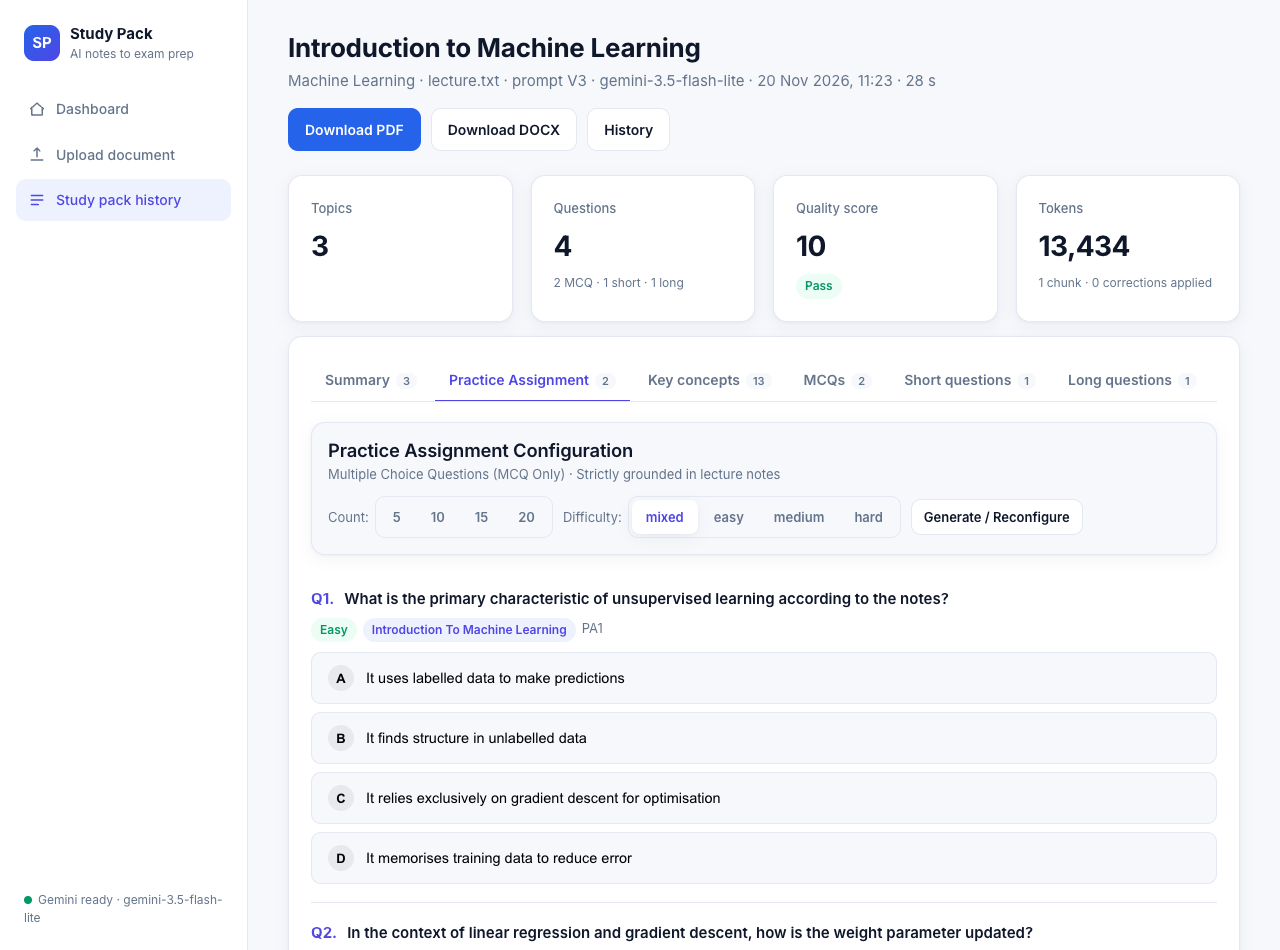 SP
Study Pack
AI notes to exam prep
Dashboard
Upload document
Study pack history
Gemini ready · gemini-3.5-flash-
lite
Introduction to Machine Learning
Machine Learning · lecture.txt · prompt V3 · gemini-3.5-flash-lite · 20 Nov 2026, 11:23 · 28 s
Download PDF Download DOCX History
Topics
3
Questions
4
2 MCQ · 1 short · 1 long
Quality score
10
Pass
Tokens
13,434
1 chunk · 0 corrections applied
Summary 3 Practice Assignment 2 Key concepts 13 MCQs 2 Short questions 1 Long questions 1
Practice Assignment Configuration
Multiple Choice Questions (MCQ Only) · Strictly grounded in lecture notes
Count: 5 10 15 20 Difficulty: mixed easy medium hard Generate / Reconfigure
Q1. What is the primary characteristic of unsupervised learning according to the notes?
Easy Introduction To Machine Learning PA1
A It uses labelled data to make predictions
B It finds structure in unlabelled data
C It relies exclusively on gradient descent for optimisation
D It memorises training data to reduce error
Q2. In the context of linear regression and gradient descent, how is the weight parameter updated?